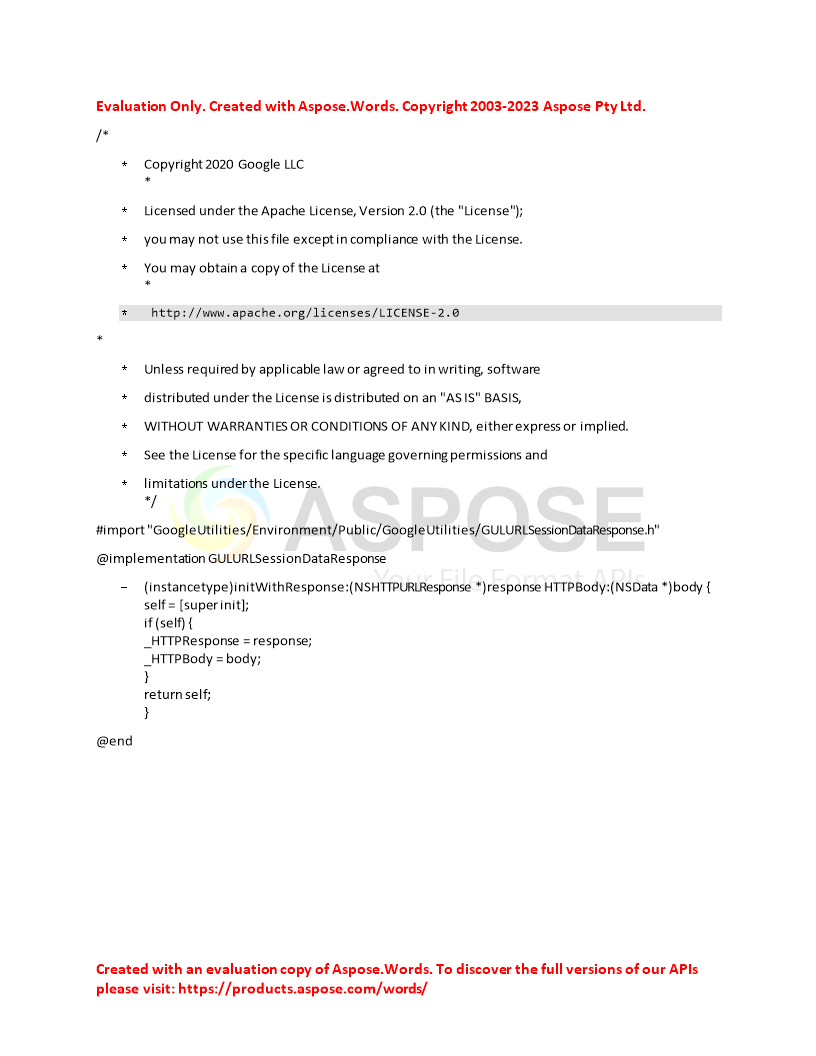 Evaluation Only. Created with Aspose.Words. Copyright 2003-2023 Aspose Pty Ltd.
/*
* Copyright 2020 Google LLC
*
* Licensed under the Apache License, Version 2.0 (the "License");
* you may not use this file except in compliance with the License.
* You may obtain a copy of the License at
*
* http://www.apache.org/licenses/LICENSE-2.0
*
* Unless required by applicable law or agreed to in writing, software
* distributed under the License is distributed on an "AS IS" BASIS,
* WITHOUT WARRANTIES OR CONDITIONS OF ANY KIND, either express or implied.
* See the License for the specific language governing permissions and
* limitations under the License.
*/
ASPOSE
#import "GoogleUtilities/Environment/Public/GoogleUtilities/GULURLSessionDataResponse.h"
@implementation GULURLSessionDataResponse
Your File Format APIs
– (instancetype)initWithResponse:(NSHTTPURLResponse *)response HTTPBody:(NSData *)body {
self = [super init];
if (self) {
_HTTPResponse = response;
_HTTPBody = body;
}
return self;
}
@end
Created with an evaluation copy of Aspose.Words. To discover the full versions of our APIs
please visit: https://products.aspose.com/words/